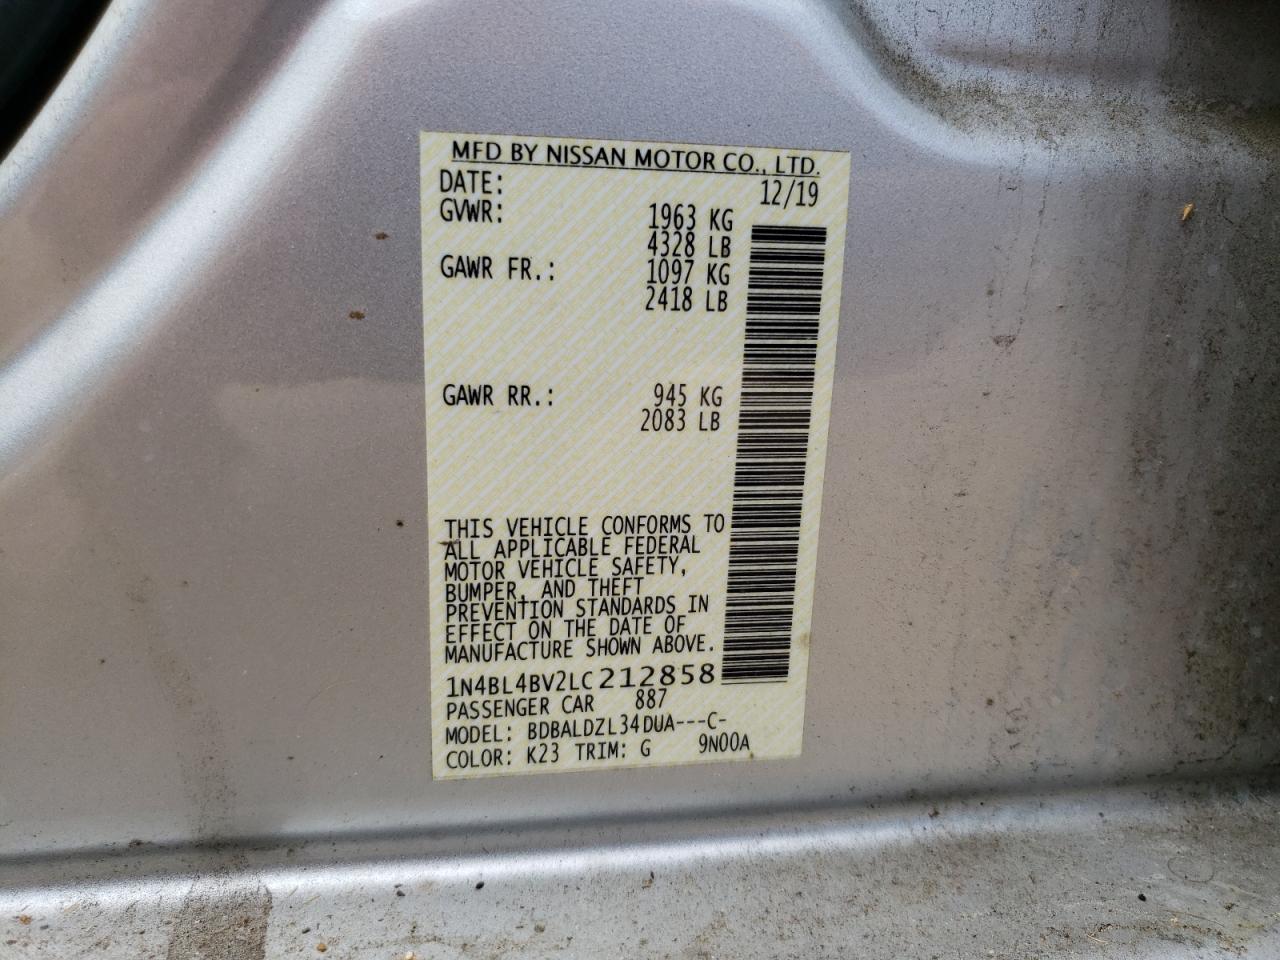 MFD BY NISSAN MOTOR CO., LTD.
DATE: 12/19
GVWR: 1963 KG
4328 LB
GAWR FR.: 1097 KG
2418 LB
GAWR RR.: 945 KG
2083 LB
THIS VEHICLE CONFORMS TO
ALL APPLICABLE FEDERAL
MOTOR VEHICLE SAFETY,
BUMPER, AND THEFT
PREVENTION STANDARDS IN
EFFECT ON THE DATE OF
MANUFACTURE SHOWN ABOVE.
1N4BL4BV2LC212858
PASSENGER CAR 887
MODEL: BDBALDZL34DUA---C-
COLOR: K23 TRIM: G 9N00A